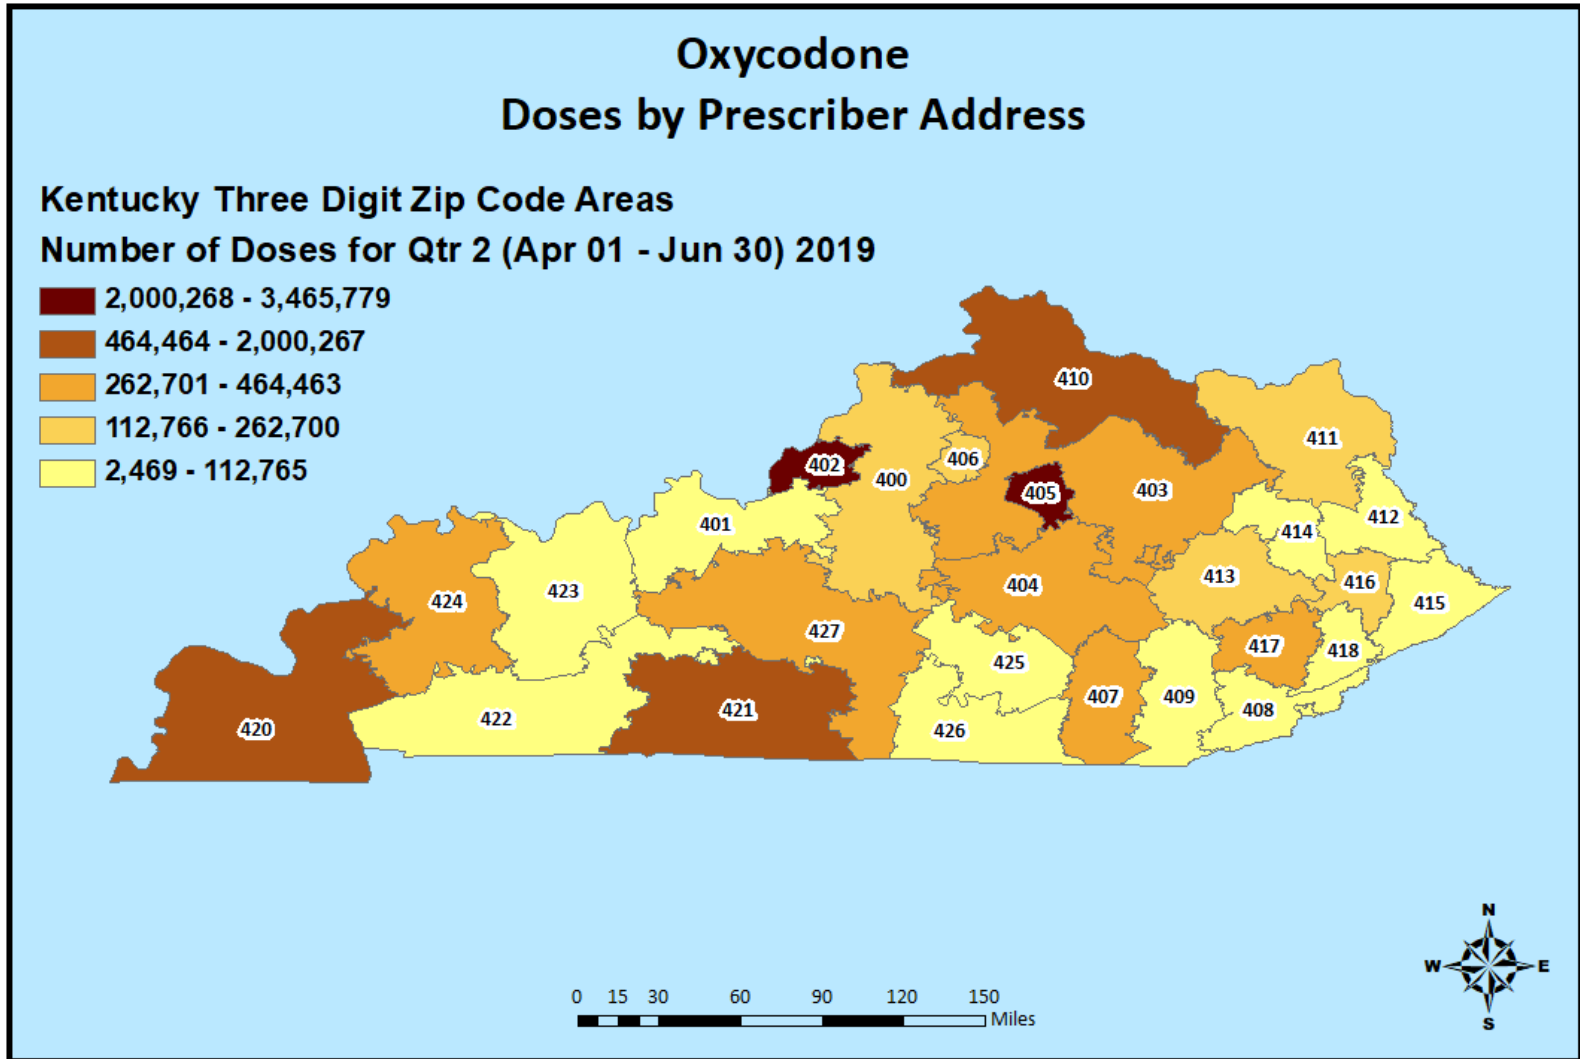 Oxycodone
Doses by Prescriber Address
Kentucky Three Digit Zip Code Areas
Number of Doses for Qtr 2 (Apr 01 - Jun 30) 2019
2,000,268 - 3,465,779
464,464 - 2,000,267
262,701 - 464,463
112,766 - 262,700
2,469 - 112,765
410
411
402
406
400
405
403
401
412
414
413
416
404
423
424
415
427
417
418
425
407
409
408
421
422
420
426
N
W E
S
0 15 30 60 90 120 150
Miles